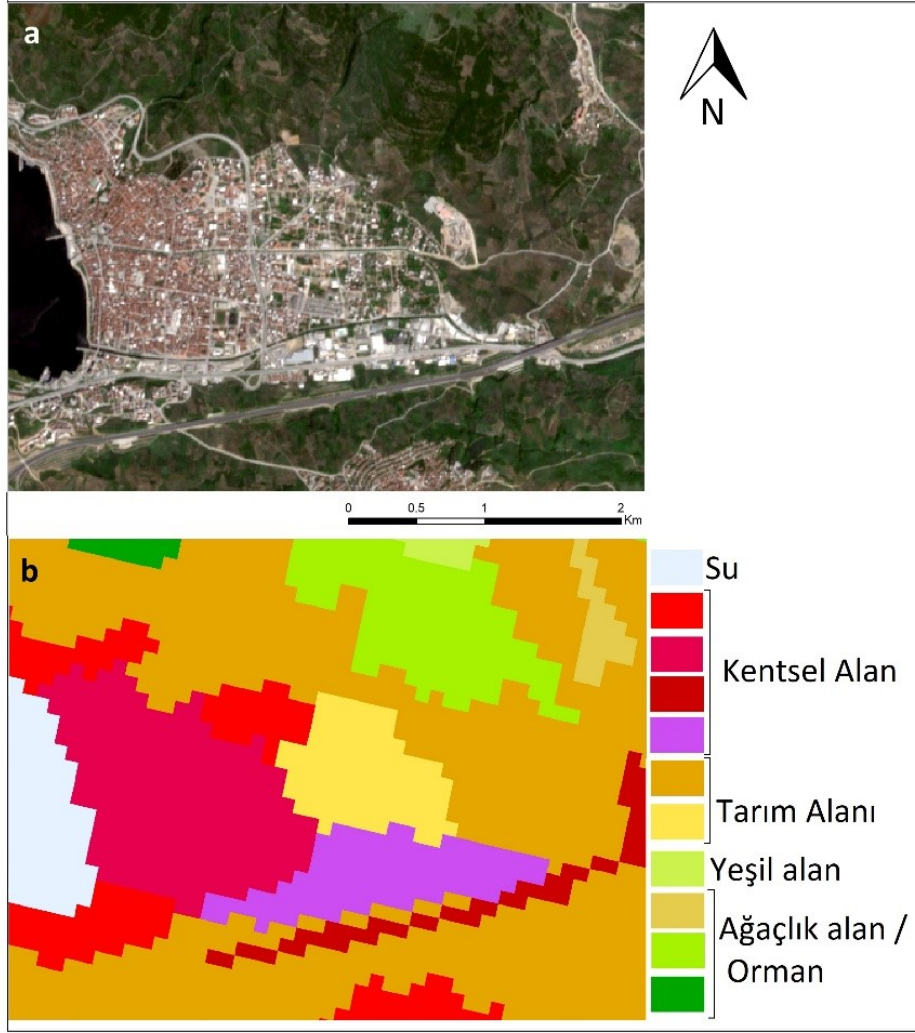 a
N
0 0.5 1 2
Km
b
Su
Kentsel Alan
Tarım Alanı
Yeşil alan
Ağaçlık alan /
Orman